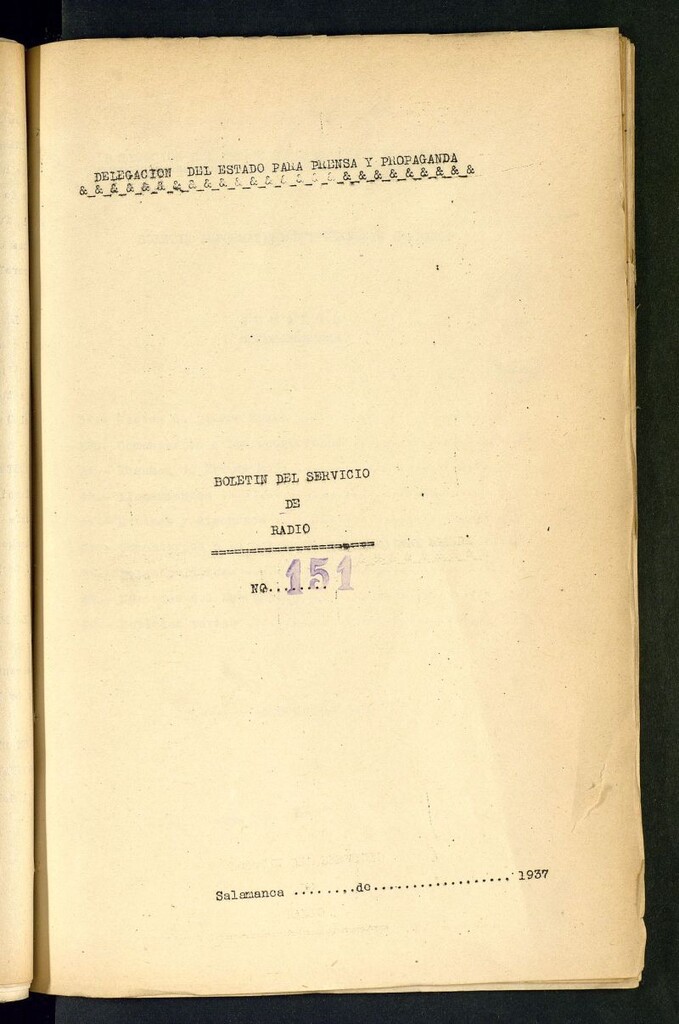 DELEGACION DEL ESTADO PARA PRENSA Y PROPAGANDA
&_&_&_&_&_&_&_&_&_&_&_&_&_&_&_&_&_&_&_&_&_&_&_&_&_&
BOLETIN DEL SERVICIO
DE
RADIO
=======================
Nº......... 151
Salamanca ........de.................. 1937